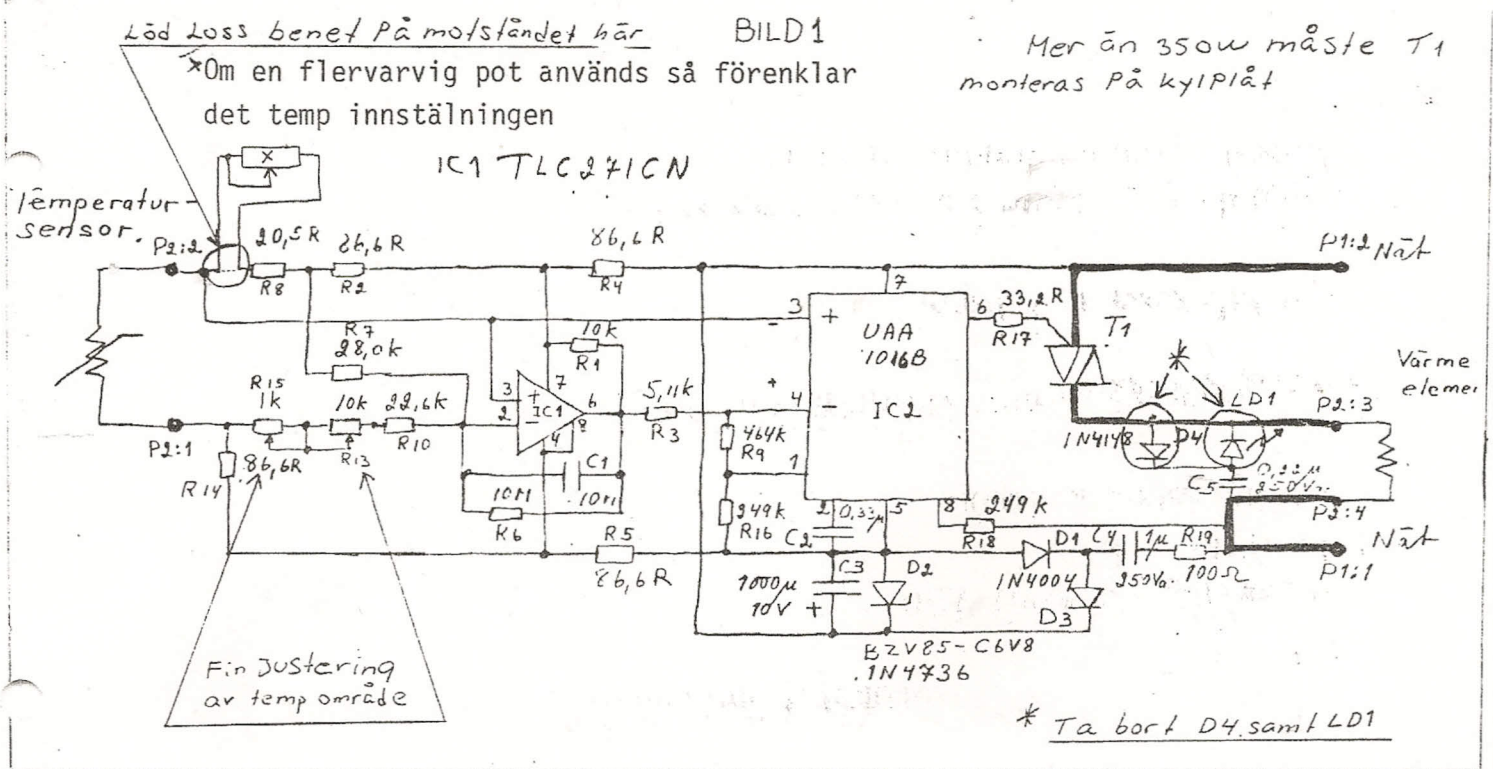 Löd Loss benet På motståndet här
BILD1
Mer än 350w måste T1
monteras På kylPlåt
*Om en flervarvig pot används så förenklar
det temp innstälningen
IC1 TLC271CN
x
Temperatur
sensor.
P2:2
20,5R
R8
86,6R
R2
86,6R
R4
P1:2 Nät
R7
28,0k
10k
R1
3
+
-
UAA
1016B
IC2
7
6
33,2R
R17
T1
Värme
R15
1k
10k
R13
22,6k
R10
3
2
+
-
IC1
7
6
4
8
5,11k
R3
+
4
-
*
LD1
P2:3
1N4148
D4
P2:1
86,6R
R14
C1
10M
R6
464k
R9
1
C5
P2:4
249k
R16
2
0,33µ
C2
5
8
249k
R18
R5
86,6R
1000µ
10V
+
C3
D2
D1
1N4004
C4
1µ
250V
R19
100Ω
Nät
P1:1
D3
BZV85-C6V8
1N4736
Fin Justering
av temp område
* Ta bort D4 samt LD1